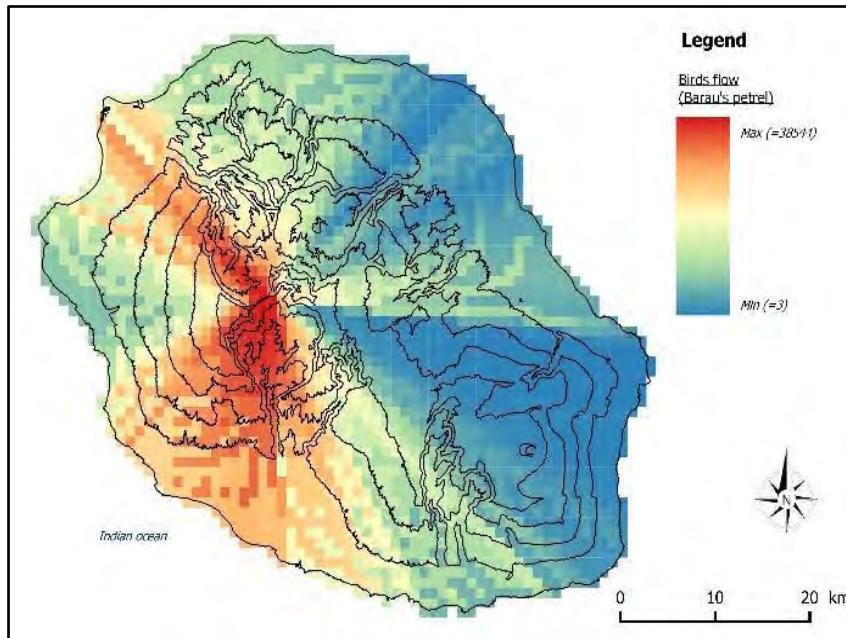 Legend
Birds flow
(Barau's petrel)
Max (=38544)
Min (=3)
N
Indian ocean
0 10 20 km